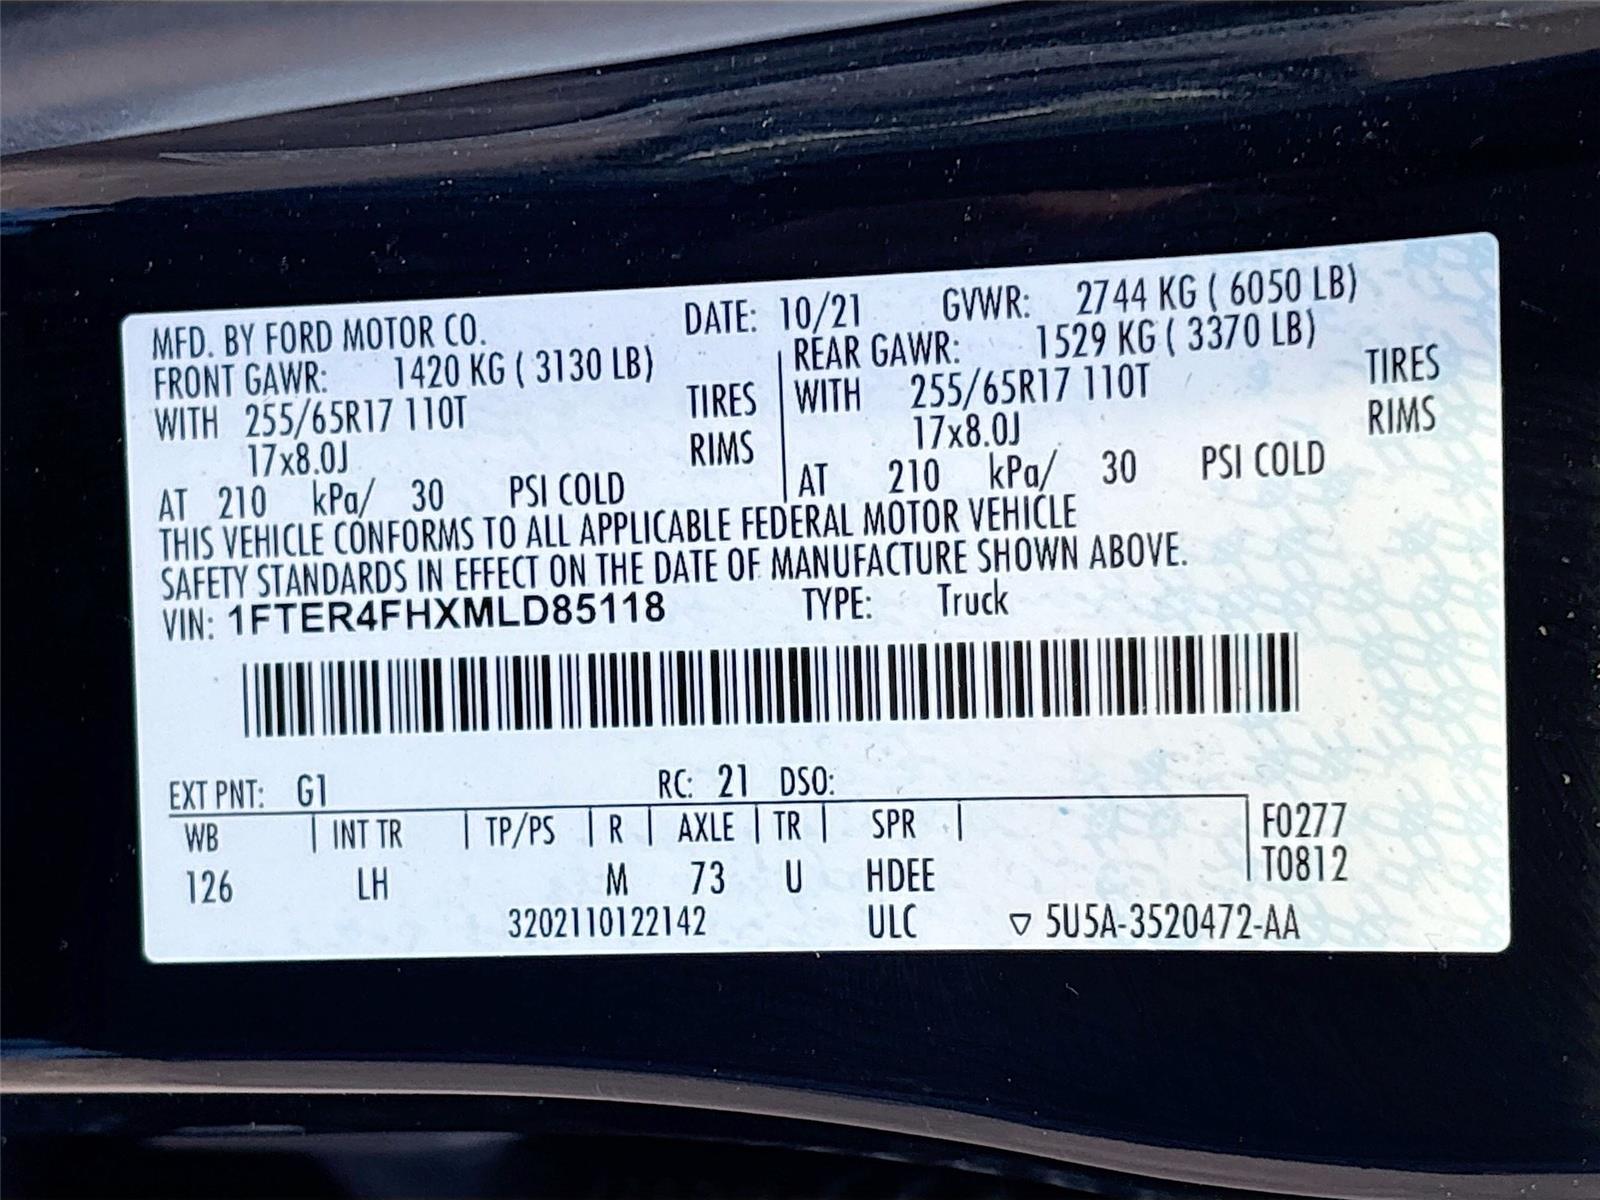 MFD. BY FORD MOTOR CO. DATE: 10/21 GVWR: 2744 KG ( 6050 LB)
FRONT GAWR: 1420 KG ( 3130 LB) REAR GAWR: 1529 KG ( 3370 LB)
WITH 255/65R17 110T TIRES WITH 255/65R17 110T TIRES
17x8.0J RIMS 17x8.0J RIMS
AT 210 kPa/ 30 PSI COLD AT 210 kPa/ 30 PSI COLD
THIS VEHICLE CONFORMS TO ALL APPLICABLE FEDERAL MOTOR VEHICLE
SAFETY STANDARDS IN EFFECT ON THE DATE OF MANUFACTURE SHOWN ABOVE.
VIN: 1FTER4FHXMLD85118 TYPE: Truck
EXT PNT: G1 RC: 21 DSO:
WB INT TR TP/PS R AXLE TR SPR F0277
126 LH M 73 U HDEE T0812
3202110122142 ULC ▽ 5U5A-3520472-AA